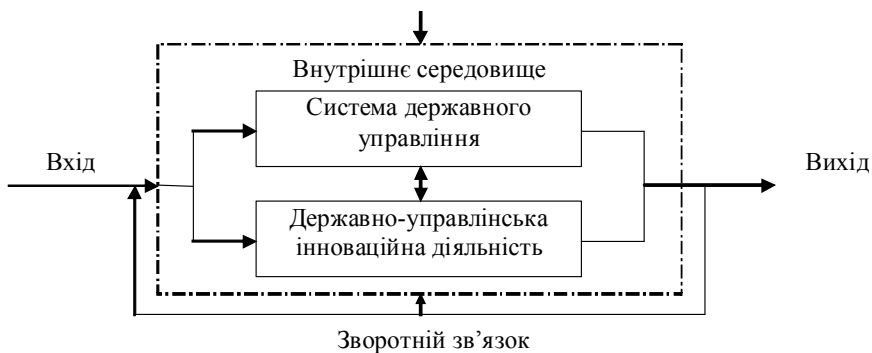 Внутрішнє середовище
Система державного
управління
Вхід
Вихід
Державно-управлінська
інноваційна діяльність
Зворотній зв’язок